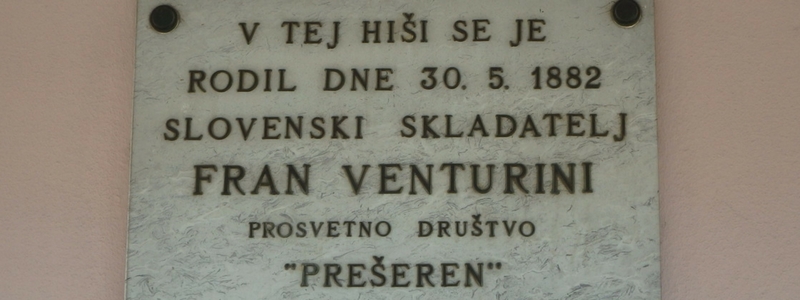 V TEJ HIŠI SE JE
RODIL DNE 30. 5. 1882
SLOVENSKI SKLADATELJ
FRAN VENTURINI
PROSVETNO DRUŠTVO
"PREŠEREN"